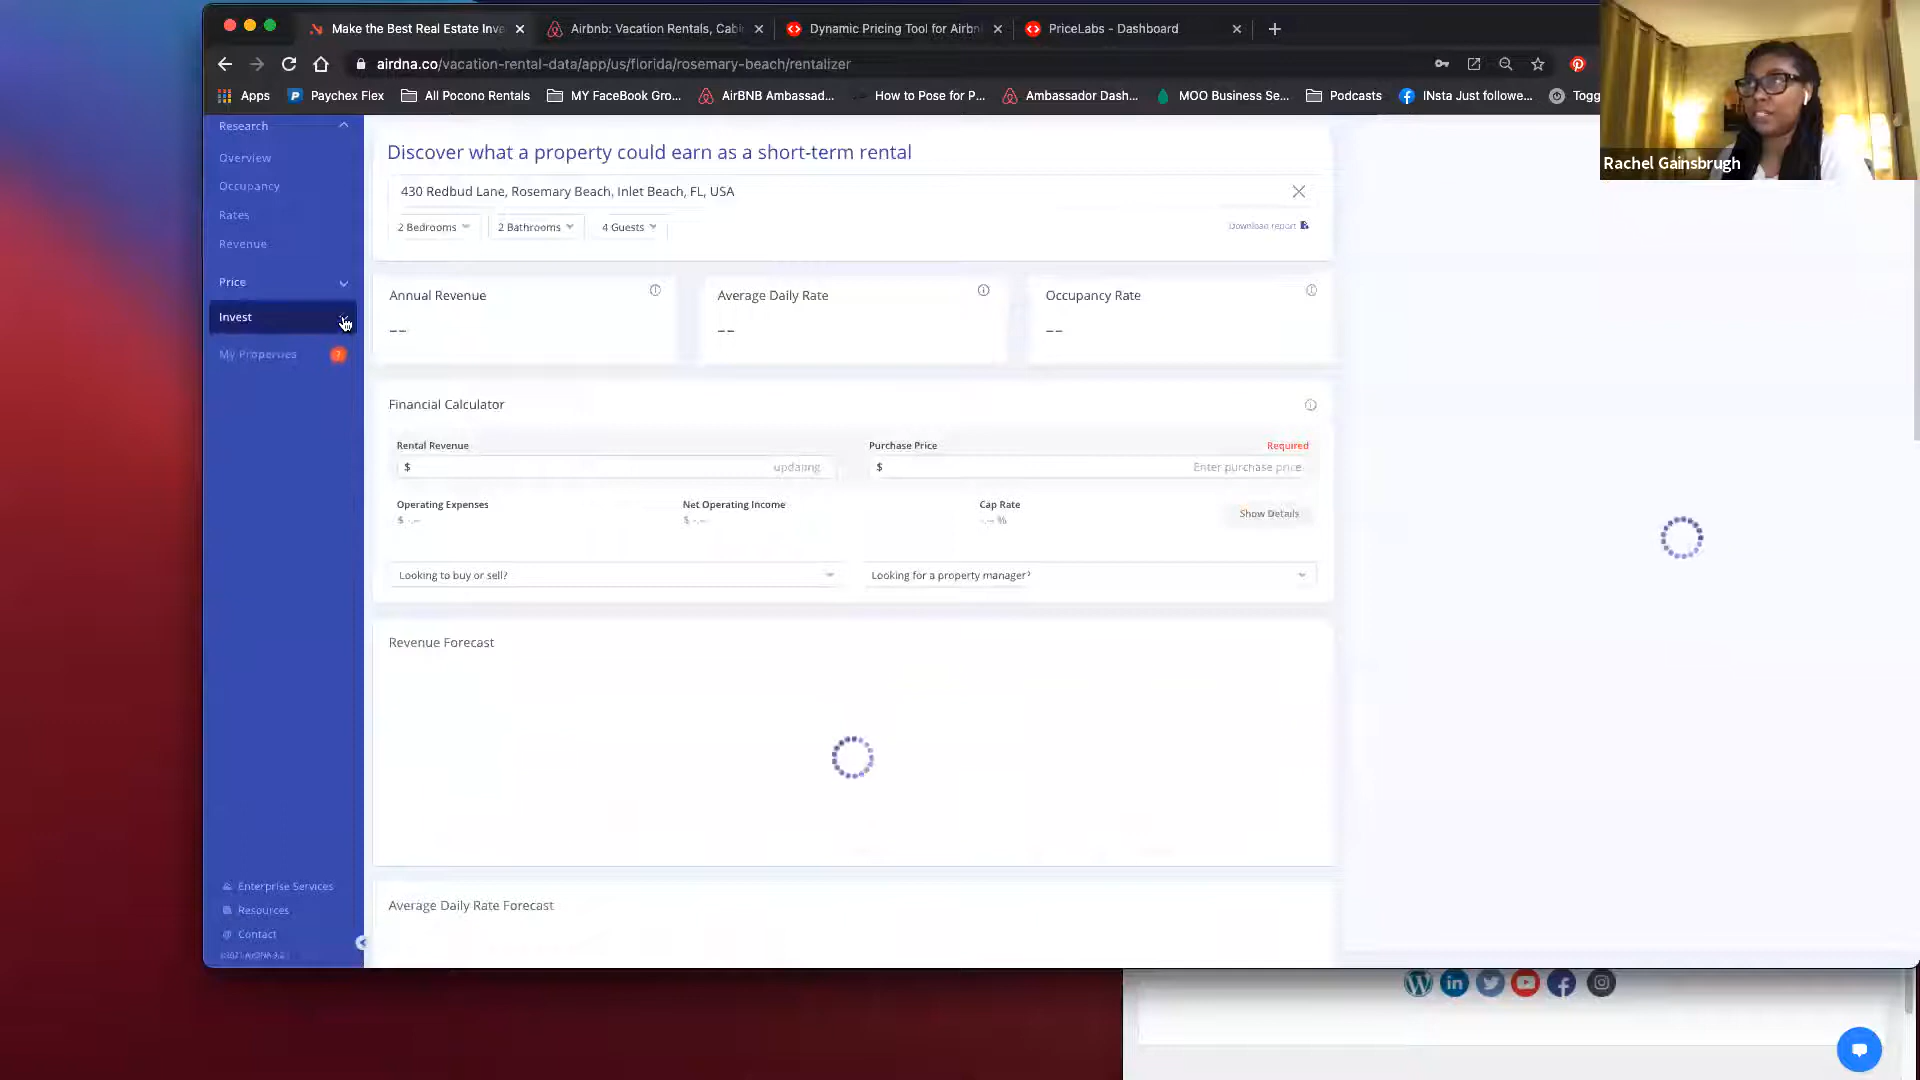 Make the Best Real Estate Inve
Airbnb: Vacation Rentals, Cabi
Dynamic Pricing Tool for Airbn
PriceLabs - Dashboard
airdna.co/vacation-rental-data/app/us/florida/rosemary-beach/rentalizer
Apps
Paychex Flex
All Pocono Rentals
MY FaceBook Gro...
AirBNB Ambassad...
How to Pose for P...
Ambassador Dash...
MOO Business Se...
Podcasts
INsta Just followe...
Togg
Rachel Gainsbrugh
Research
Overview
Occupancy
Rates
Revenue
Price
Invest
My Properties
Enterprise Services
Resources
Contact
Discover what a property could earn as a short-term rental
430 Redbud Lane, Rosemary Beach, Inlet Beach, FL, USA
2 Bedrooms
2 Bathrooms
4 Guests
Download report
Annual Revenue
--
Average Daily Rate
--
Occupancy Rate
--
Financial Calculator
Rental Revenue
$ updating
Purchase Price Required
$ Enter purchase price
Operating Expenses
$ -.--
Net Operating Income
$ -.--
Cap Rate
-.-- %
Show Details
Looking to buy or sell?
Looking for a property manager?
Revenue Forecast
Average Daily Rate Forecast